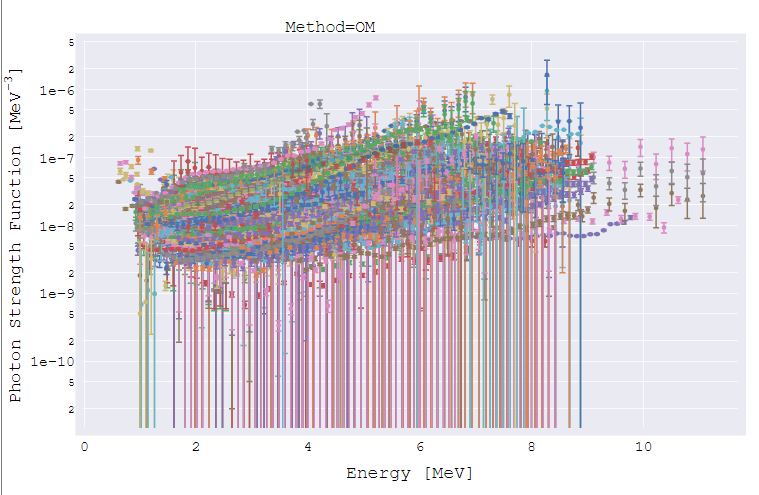 Method=OM
5
2
1e-6
5
2
1e-7
5
2
1e-8
5
2
1e-9
5
2
1e-10
5
2
Photon Strength Function [MeV⁻³]
0 2 4 6 8 10
Energy [MeV]